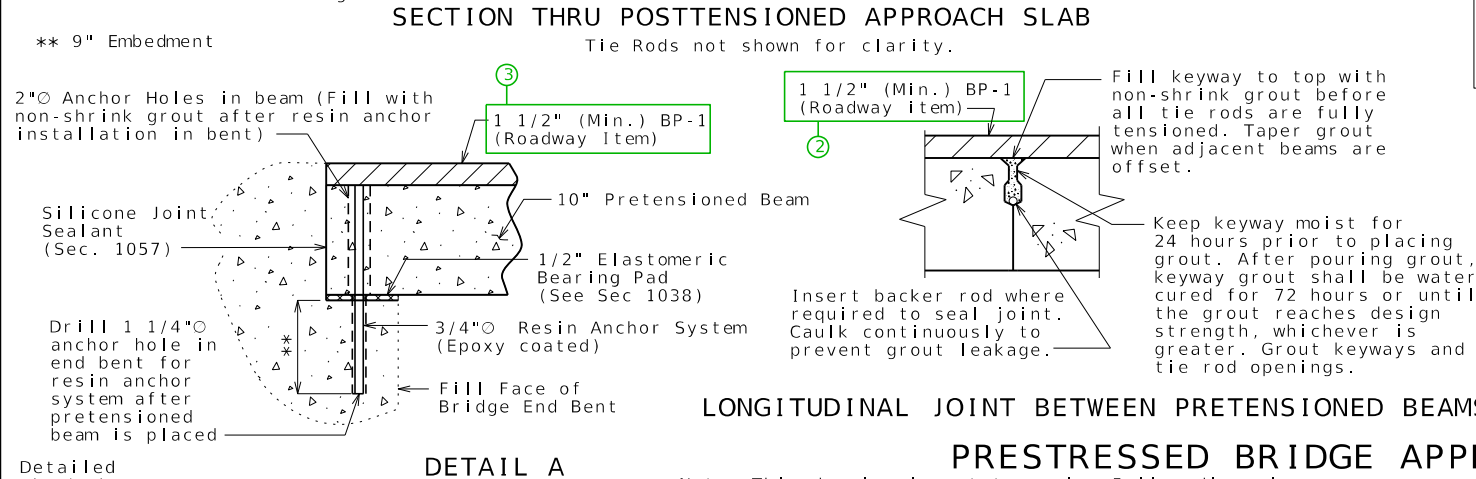 SECTION THRU POSTTENSIONED APPROACH SLAB
Tie Rods not shown for clarity.
** 9" Embedment
2"∅ Anchor Holes in beam (Fill with
non-shrink grout after resin anchor
installation in bent)
3
1 1/2" (Min.) BP-1
(Roadway Item)
Silicone Joint
Sealant
(Sec. 1057)
10" Pretensioned Beam
1/2" Elastomeric
Bearing Pad
(See Sec 1038)
Drill 1 1/4"∅
anchor hole in
end bent for
resin anchor
system after
pretensioned
beam is placed
**
3/4"∅ Resin Anchor System
(Epoxy coated)
Fill Face of
Bridge End Bent
DETAIL A
Detailed
1 1/2" (Min.) BP-1
(Roadway item)
2
Fill keyway to top with
non-shrink grout before
all tie rods are fully
tensioned. Taper grout
when adjacent beams are
offset.
Keep keyway moist for
24 hours prior to placing
grout. After pouring grout,
keyway grout shall be water
cured for 72 hours or until
the grout reaches design
strength, whichever is
greater. Grout keyways and
tie rod openings.
Insert backer rod where
required to seal joint.
Caulk continuously to
prevent grout leakage.
LONGITUDINAL JOINT BETWEEN PRETENSIONED BEAMS
PRESTRESSED BRIDGE APP